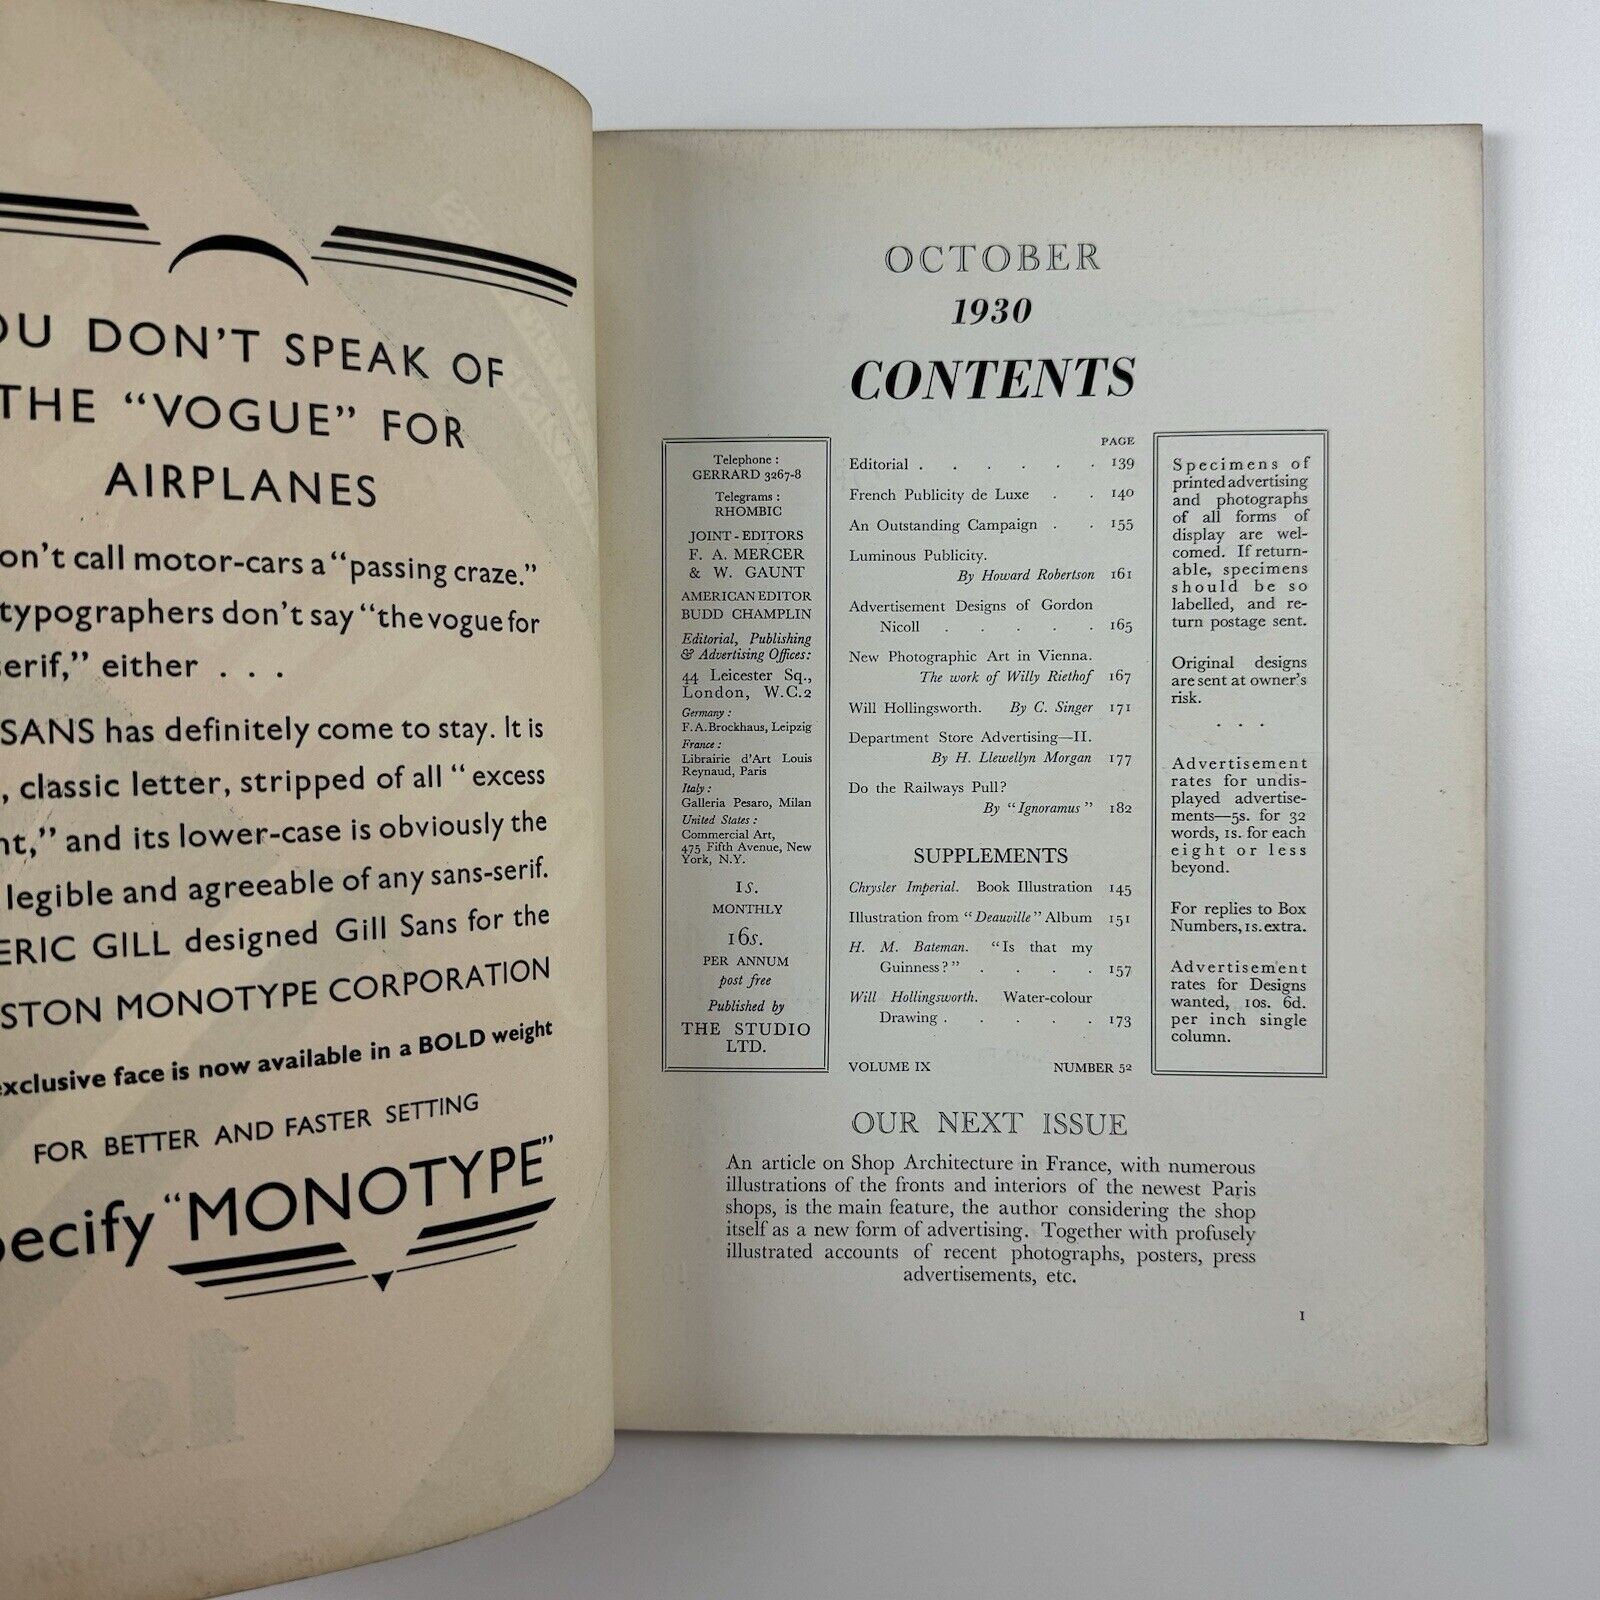 OU DON'T SPEAK OF
THE "VOGUE" FOR
AIRPLANES
on't call motor-cars a "passing craze."
typographers don't say "the vogue for
serif," either . . .
SANS has definitely come to stay. It is
, classic letter, stripped of all "excess
nt," and its lower-case is obviously the
legible and agreeable of any sans-serif.
ERIC GILL designed Gill Sans for the
STON MONOTYPE CORPORATION
exclusive face is now available in a BOLD weight
FOR BETTER AND FASTER SETTING
pecify "MONOTYPE"
OCTOBER
1930
CONTENTS
Telephone :
GERRARD 3267-8
Telegrams :
RHOMBIC
JOINT-EDITORS
F. A. MERCER
& W. GAUNT
AMERICAN EDITOR
BUDD CHAMPLIN
Editorial, Publishing
& Advertising Offices:
44 Leicester Sq.,
London, W.C.2
Germany :
F.A.Brockhaus, Leipzig
France :
Librairie d'Art Louis
Reynaud, Paris
Italy :
Galleria Pesaro, Milan
United States :
Commercial Art,
475 Fifth Avenue, New
York, N.Y.
1s.
MONTHLY
16s.
PER ANNUM
post free
Published by
THE STUDIO
LTD.
PAGE
Editorial . . . . . . 139
French Publicity de Luxe . . 140
An Outstanding Campaign . . 155
Luminous Publicity.
By Howard Robertson 161
Advertisement Designs of Gordon
Nicoll . . . . . 165
New Photographic Art in Vienna.
The work of Willy Riethof 167
Will Hollingsworth. By C. Singer 171
Department Store Advertising—II.
By H. Llewellyn Morgan 177
Do the Railways Pull?
By "Ignoramus" 182
SUPPLEMENTS
Chrysler Imperial. Book Illustration 145
Illustration from "Deauville" Album 151
H. M. Bateman. "Is that my
Guinness?" . . . . 157
Will Hollingsworth. Water-colour
Drawing . . . . . 173
VOLUME IX NUMBER 52
Specimens of
printed advertising
and photographs
of all forms of
display are wel-
comed. If return-
able, specimens
should be so
labelled, and re-
turn postage sent.
Original designs
are sent at owner's
risk.
. . .
Advertisement
rates for undis-
played advertise-
ments—5s. for 32
words, 1s. for each
eight or less
beyond.
For replies to Box
Numbers, 1s. extra.
Advertisement
rates for Designs
wanted, 10s. 6d.
per inch single
column.
OUR NEXT ISSUE
An article on Shop Architecture in France, with numerous
illustrations of the fronts and interiors of the newest Paris
shops, is the main feature, the author considering the shop
itself as a new form of advertising. Together with profusely
illustrated accounts of recent photographs, posters, press
advertisements, etc.
1